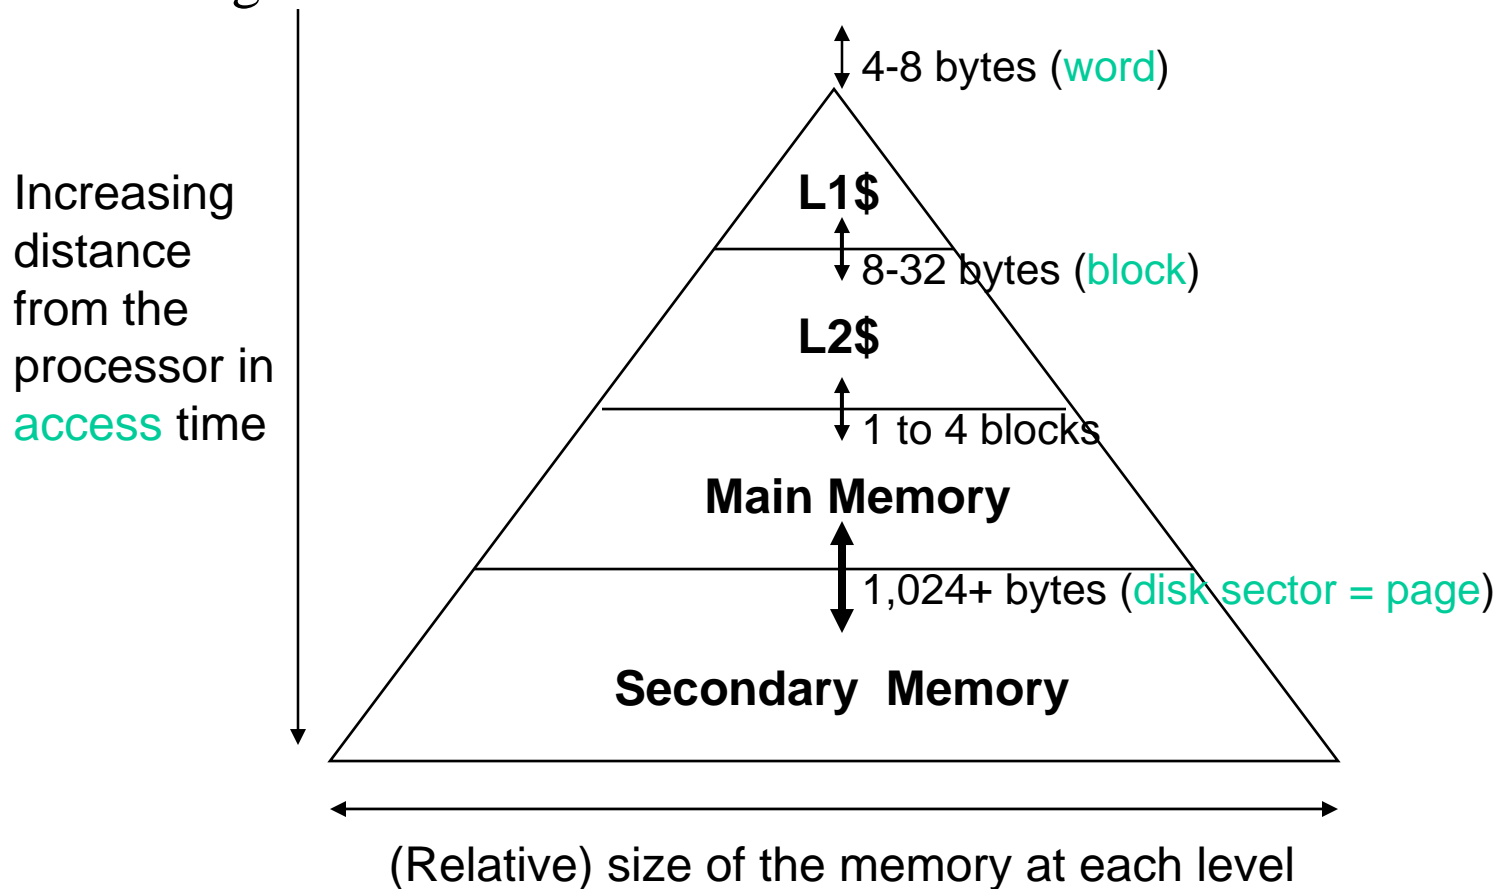 4-8 bytes (word)
Increasing
distance
from the
processor in
access time
L1$
8-32 bytes (block)
L2$
1 to 4 blocks
Main Memory
1,024+ bytes (disk sector = page)
Secondary Memory
(Relative) size of the memory at each level